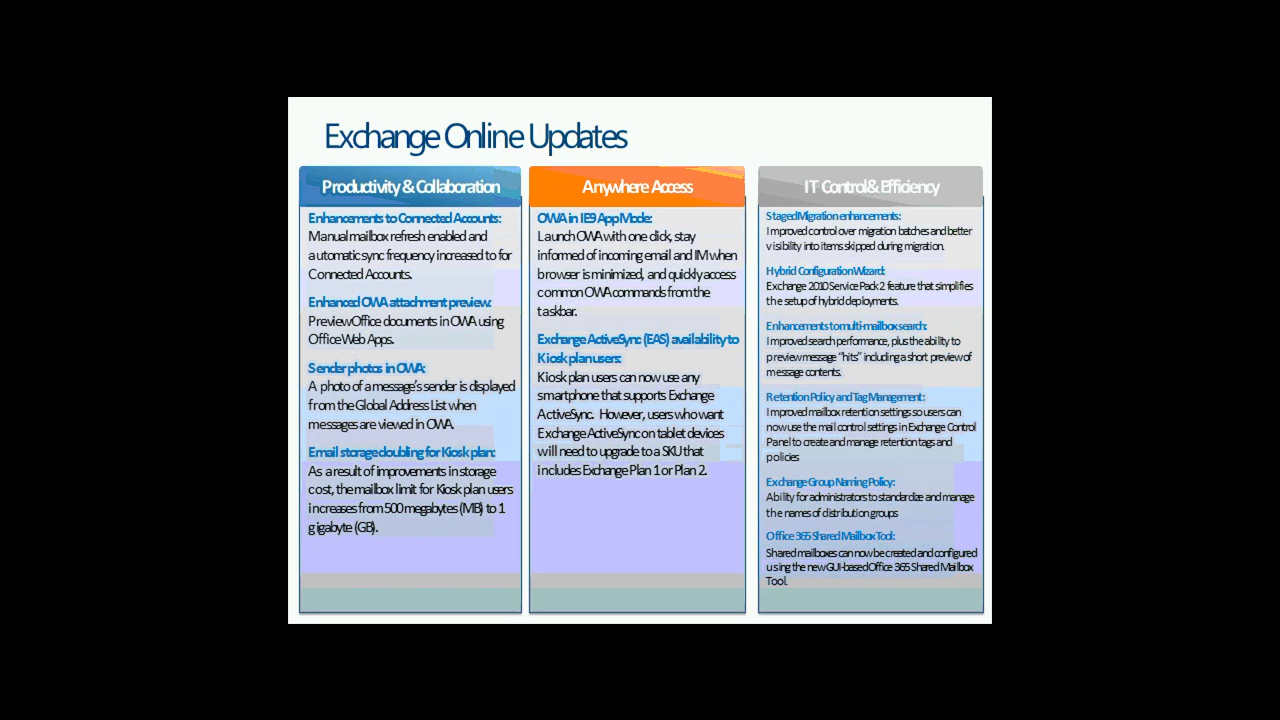 Exchange Online Updates
Productivity & Collaboration
Enhancements to Connected Accounts:
Manual mailbox refresh enabled and
automatic sync frequency increased to for
Connected Accounts.
Enhanced OWA attachment preview:
Preview Office documents in OWA using
Office Web Apps.
Sender photos in OWA:
A photo of a message's sender is displayed
from the Global Address List when
messages are viewed in OWA.
Email storage doubling for Kiosk plan:
As a result of improvements in storage
cost, the mailbox limit for Kiosk plan users
increases from 500 megabytes (MB) to 1
gigabyte (GB).
Anywhere Access
OWA in IE9 App Mode:
Launch OWA with one click, stay
informed of incoming email and IM when
browser is minimized, and quickly access
common OWA commands from the
taskbar.
Exchange ActiveSync (EAS) availability to
Kiosk plan users:
Kiosk plan users can now use any
smartphone that supports Exchange
ActiveSync. However, users who want
Exchange ActiveSync on tablet devices
will need to upgrade to a SKU that
includes Exchange Plan 1 or Plan 2.
IT Control & Efficiency
Staged Migration enhancements:
Improved control over migration batches and better
visibility into items skipped during migration.
Hybrid Configuration Wizard:
Exchange 2010 Service Pack 2 feature that simplifies
the setup of hybrid deployments.
Enhancements to multi-mailbox search:
Improved search performance, plus the ability to
preview message "hits" including a short preview of
message contents.
Retention Policy and Tag Management:
Improved mailbox retention settings so users can
now use the mail control settings in Exchange Control
Panel to create and manage retention tags and
policies
Exchange Group Naming Policy:
Ability for administrators to standardize and manage
the names of distribution groups
Office 365 Shared Mailbox Tool:
Shared mailboxes can now be created and configured
using the new GUI-based Office 365 Shared Mailbox
Tool.